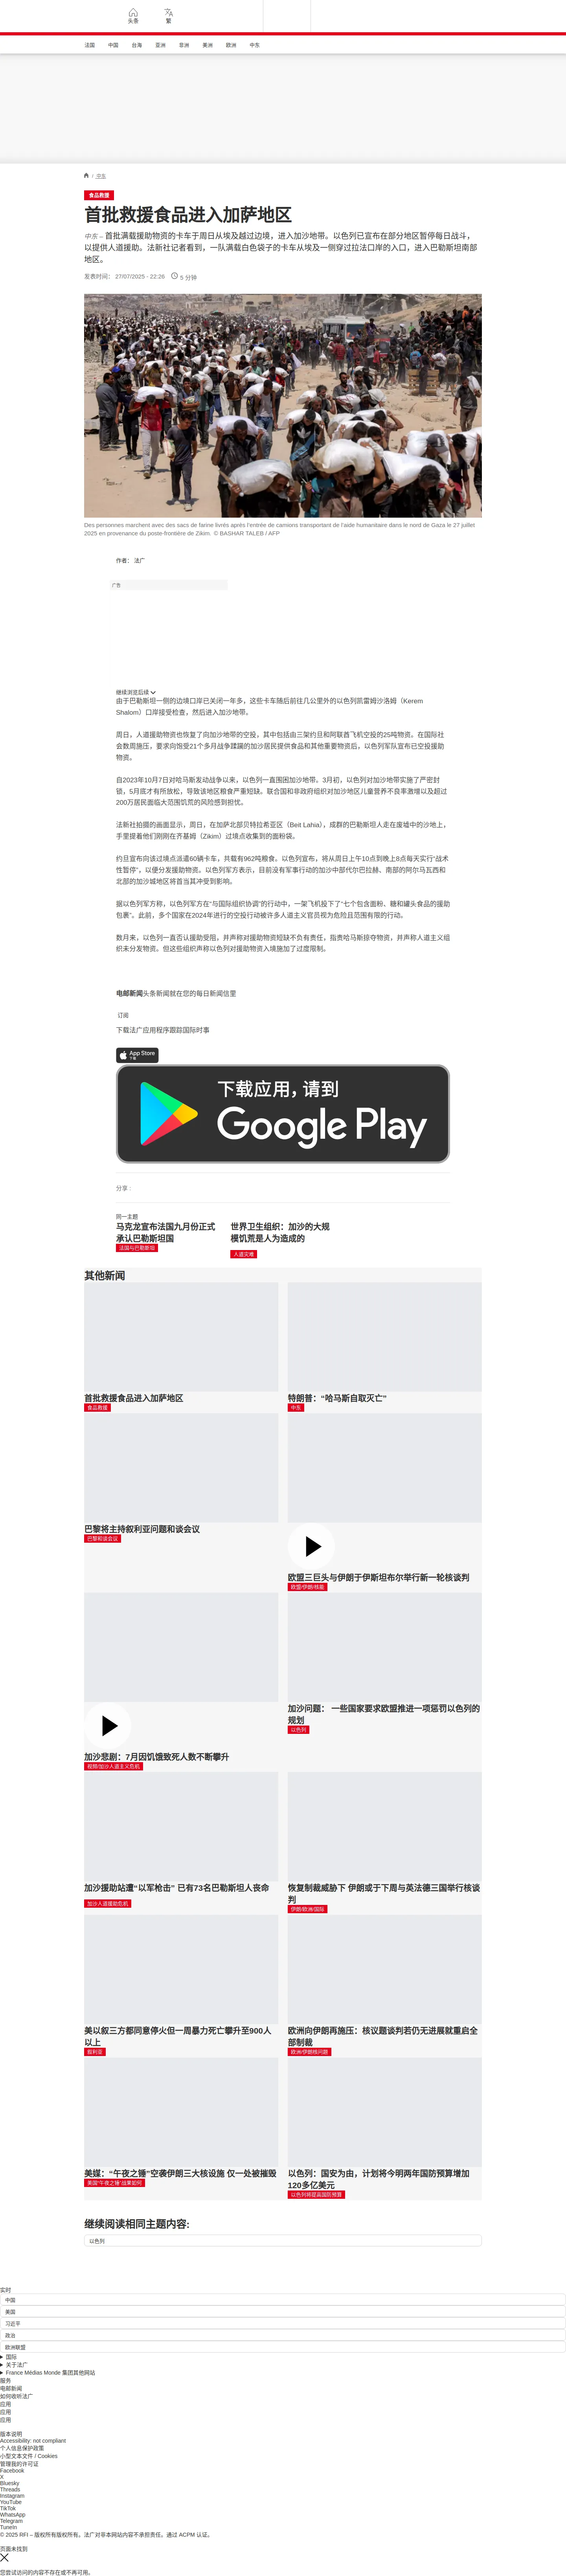 头条
繁
法国
中国
台海
亚洲
非洲
美洲
欧洲
中东
/ 中东
食品救援
首批救援食品进入加萨地区
中东 – 首批满载援助物资的卡车于周日从埃及越过边境，进入加沙地带。以色列已宣布在部分地区暂停每日战斗，
以提供人道援助。法新社记者看到，一队满载白色袋子的卡车从埃及一侧穿过拉法口岸的入口，进入巴勒斯坦南部
地区。
发表时间： 27/07/2025 - 22:26
5 分钟
Des personnes marchent avec des sacs de farine livrés après l'entrée de camions transportant de l'aide humanitaire dans le nord de Gaza le 27 juillet
2025 en provenance du poste-frontière de Zikim. © BASHAR TALEB / AFP
作者： 法广
广告
继续浏览后续
由于巴勒斯坦一侧的边境口岸已关闭一年多，这些卡车随后前往几公里外的以色列凯雷姆沙洛姆（Kerem
Shalom）口岸接受检查，然后进入加沙地带。
周日，人道援助物资也恢复了向加沙地带的空投，其中包括由三架约旦和阿联酋飞机空投的25吨物资。在国际社
会数周施压，要求向饱受21个多月战争蹂躏的加沙居民提供食品和其他重要物资后，以色列军队宣布已空投援助
物资。
自2023年10月7日对哈马斯发动战争以来，以色列一直围困加沙地带。3月初，以色列对加沙地带实施了严密封
锁，5月底才有所放松，导致该地区粮食严重短缺。联合国和非政府组织对加沙地区儿童营养不良率激增以及超过
200万居民面临大范围饥荒的风险感到担忧。
法新社拍摄的画面显示，周日，在加萨北部贝特拉希亚区（Beit Lahia），成群的巴勒斯坦人走在废墟中的沙地上，
手里提着他们刚刚在齐基姆（Zikim）过境点收集到的面粉袋。
约旦宣布向该过境点派遣60辆卡车，共载有962吨粮食。以色列宣布，将从周日上午10点到晚上8点每天实行“战术
性暂停”，以便分发援助物资。以色列军方表示，目前没有军事行动的加沙中部代尔巴拉赫、南部的阿尔马瓦西和
北部的加沙城地区将首当其冲受到影响。
据以色列军方称，以色列军方在“与国际组织协调”的行动中，一架飞机投下了“七个包含面粉、糖和罐头食品的援助
包裹”。此前，多个国家在2024年进行的空投行动被许多人道主义官员视为危险且范围有限的行动。
数月来，以色列一直否认援助受阻，并声称对援助物资短缺不负有责任，指责哈马斯掠夺物资，并声称人道主义组
织未分发物资。但这些组织声称以色列对援助物资入境施加了过度限制。
电邮新闻头条新闻就在您的每日新闻信里
订阅
下载法广应用程序跟踪国际时事
App Store
下载
下载应用，请到
Google Play
分享 :
同一主题
马克龙宣布法国九月份正式
承认巴勒斯坦国
法国与巴勒斯坦
世界卫生组织：加沙的大规
模饥荒是人为造成的
人道灾难
其他新闻
首批救援食品进入加萨地区
食品救援
特朗普：“哈马斯自取灭亡”
中东
巴黎将主持叙利亚问题和谈会议
巴黎和谈会议
欧盟三巨头与伊朗于伊斯坦布尔举行新一轮核谈判
欧盟/伊朗/核能
加沙悲剧：7月因饥饿致死人数不断攀升
视频/加沙人道主义危机
加沙问题： 一些国家要求欧盟推进一项惩罚以色列的
规划
以色列
加沙援助站遭“以军枪击” 已有73名巴勒斯坦人丧命
加沙人道援助危机
恢复制裁威胁下 伊朗或于下周与英法德三国举行核谈
判
伊朗/欧洲/国际
美以叙三方都同意停火但一周暴力死亡攀升至900人
以上
叙利亚
欧洲向伊朗再施压：核议题谈判若仍无进展就重启全
部制裁
欧洲/伊朗核问题
美媒：“午夜之锤”空袭伊朗三大核设施 仅一处被摧毁
美国“午夜之锤”战果如何
以色列：国安为由，计划将今明两年国防预算增加
120多亿美元
以色列将提高国防预算
继续阅读相同主题内容:
以色列
实时
中国
美国
习近平
政治
欧洲联盟
国际
关于法广
France Médias Monde 集团其他网站
服务
电邮新闻
如何收听法广
应用
应用
应用
版本说明
Accessibility: not compliant
个人信息保护政策
小型文本文件 / Cookies
管理我的许可证
Facebook
X
Bluesky
Threads
Instagram
YouTube
TikTok
WhatsApp
Telegram
TuneIn
© 2025 RFI – 版权所有版权所有。法广对非本网站内容不承担责任。通过 ACPM 认证。
页面未找到
您尝试访问的内容不存在或不再可用。